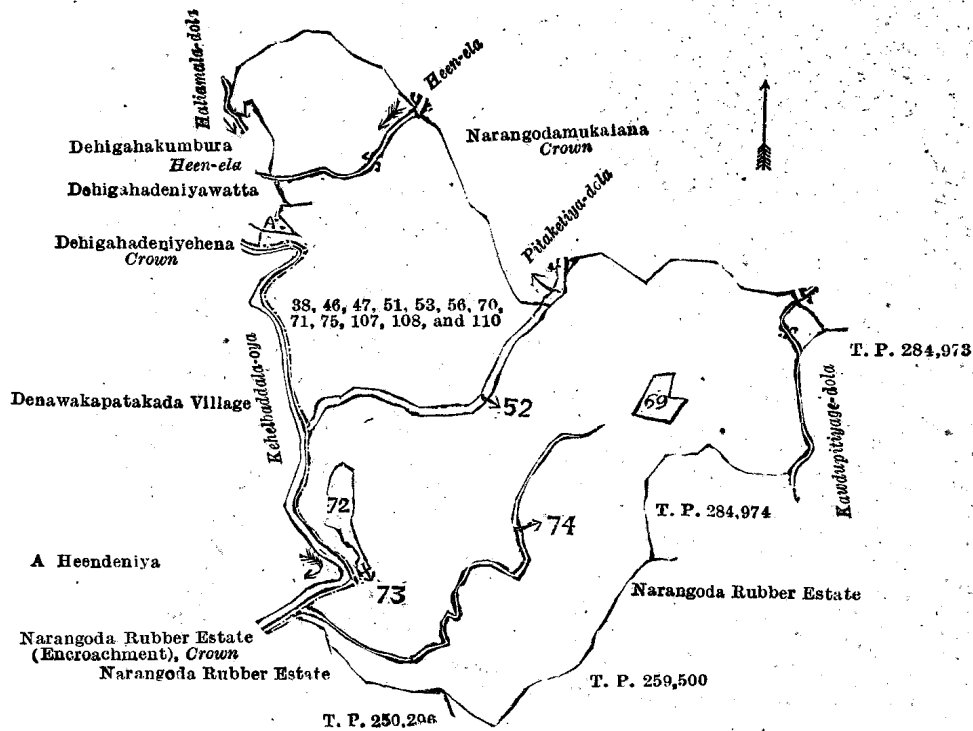 Haliamala-dola
Heen-ela
Narangodamukalana
Crown
Dehigahakumbura
Heen-ela
Dehigahadeniyawatta
A
Pitaketiya-dola
Dehigahadeniyehena
Crown
38, 46, 47, 51, 53, 56, 70,
71, 75, 107, 108, and 110
T. P. 284,973
Kehelbaddala-oya
Denawakapatakada Village
52
69
Kawdupitiyage-dola
72
T. P. 284,974
74
A Heendeniya
73
Narangoda Rubber Estate
Narangoda Rubber Estate
(Encroachment), Crown
Narangoda Rubber Estate
T. P. 259,500
T. P. 250,296